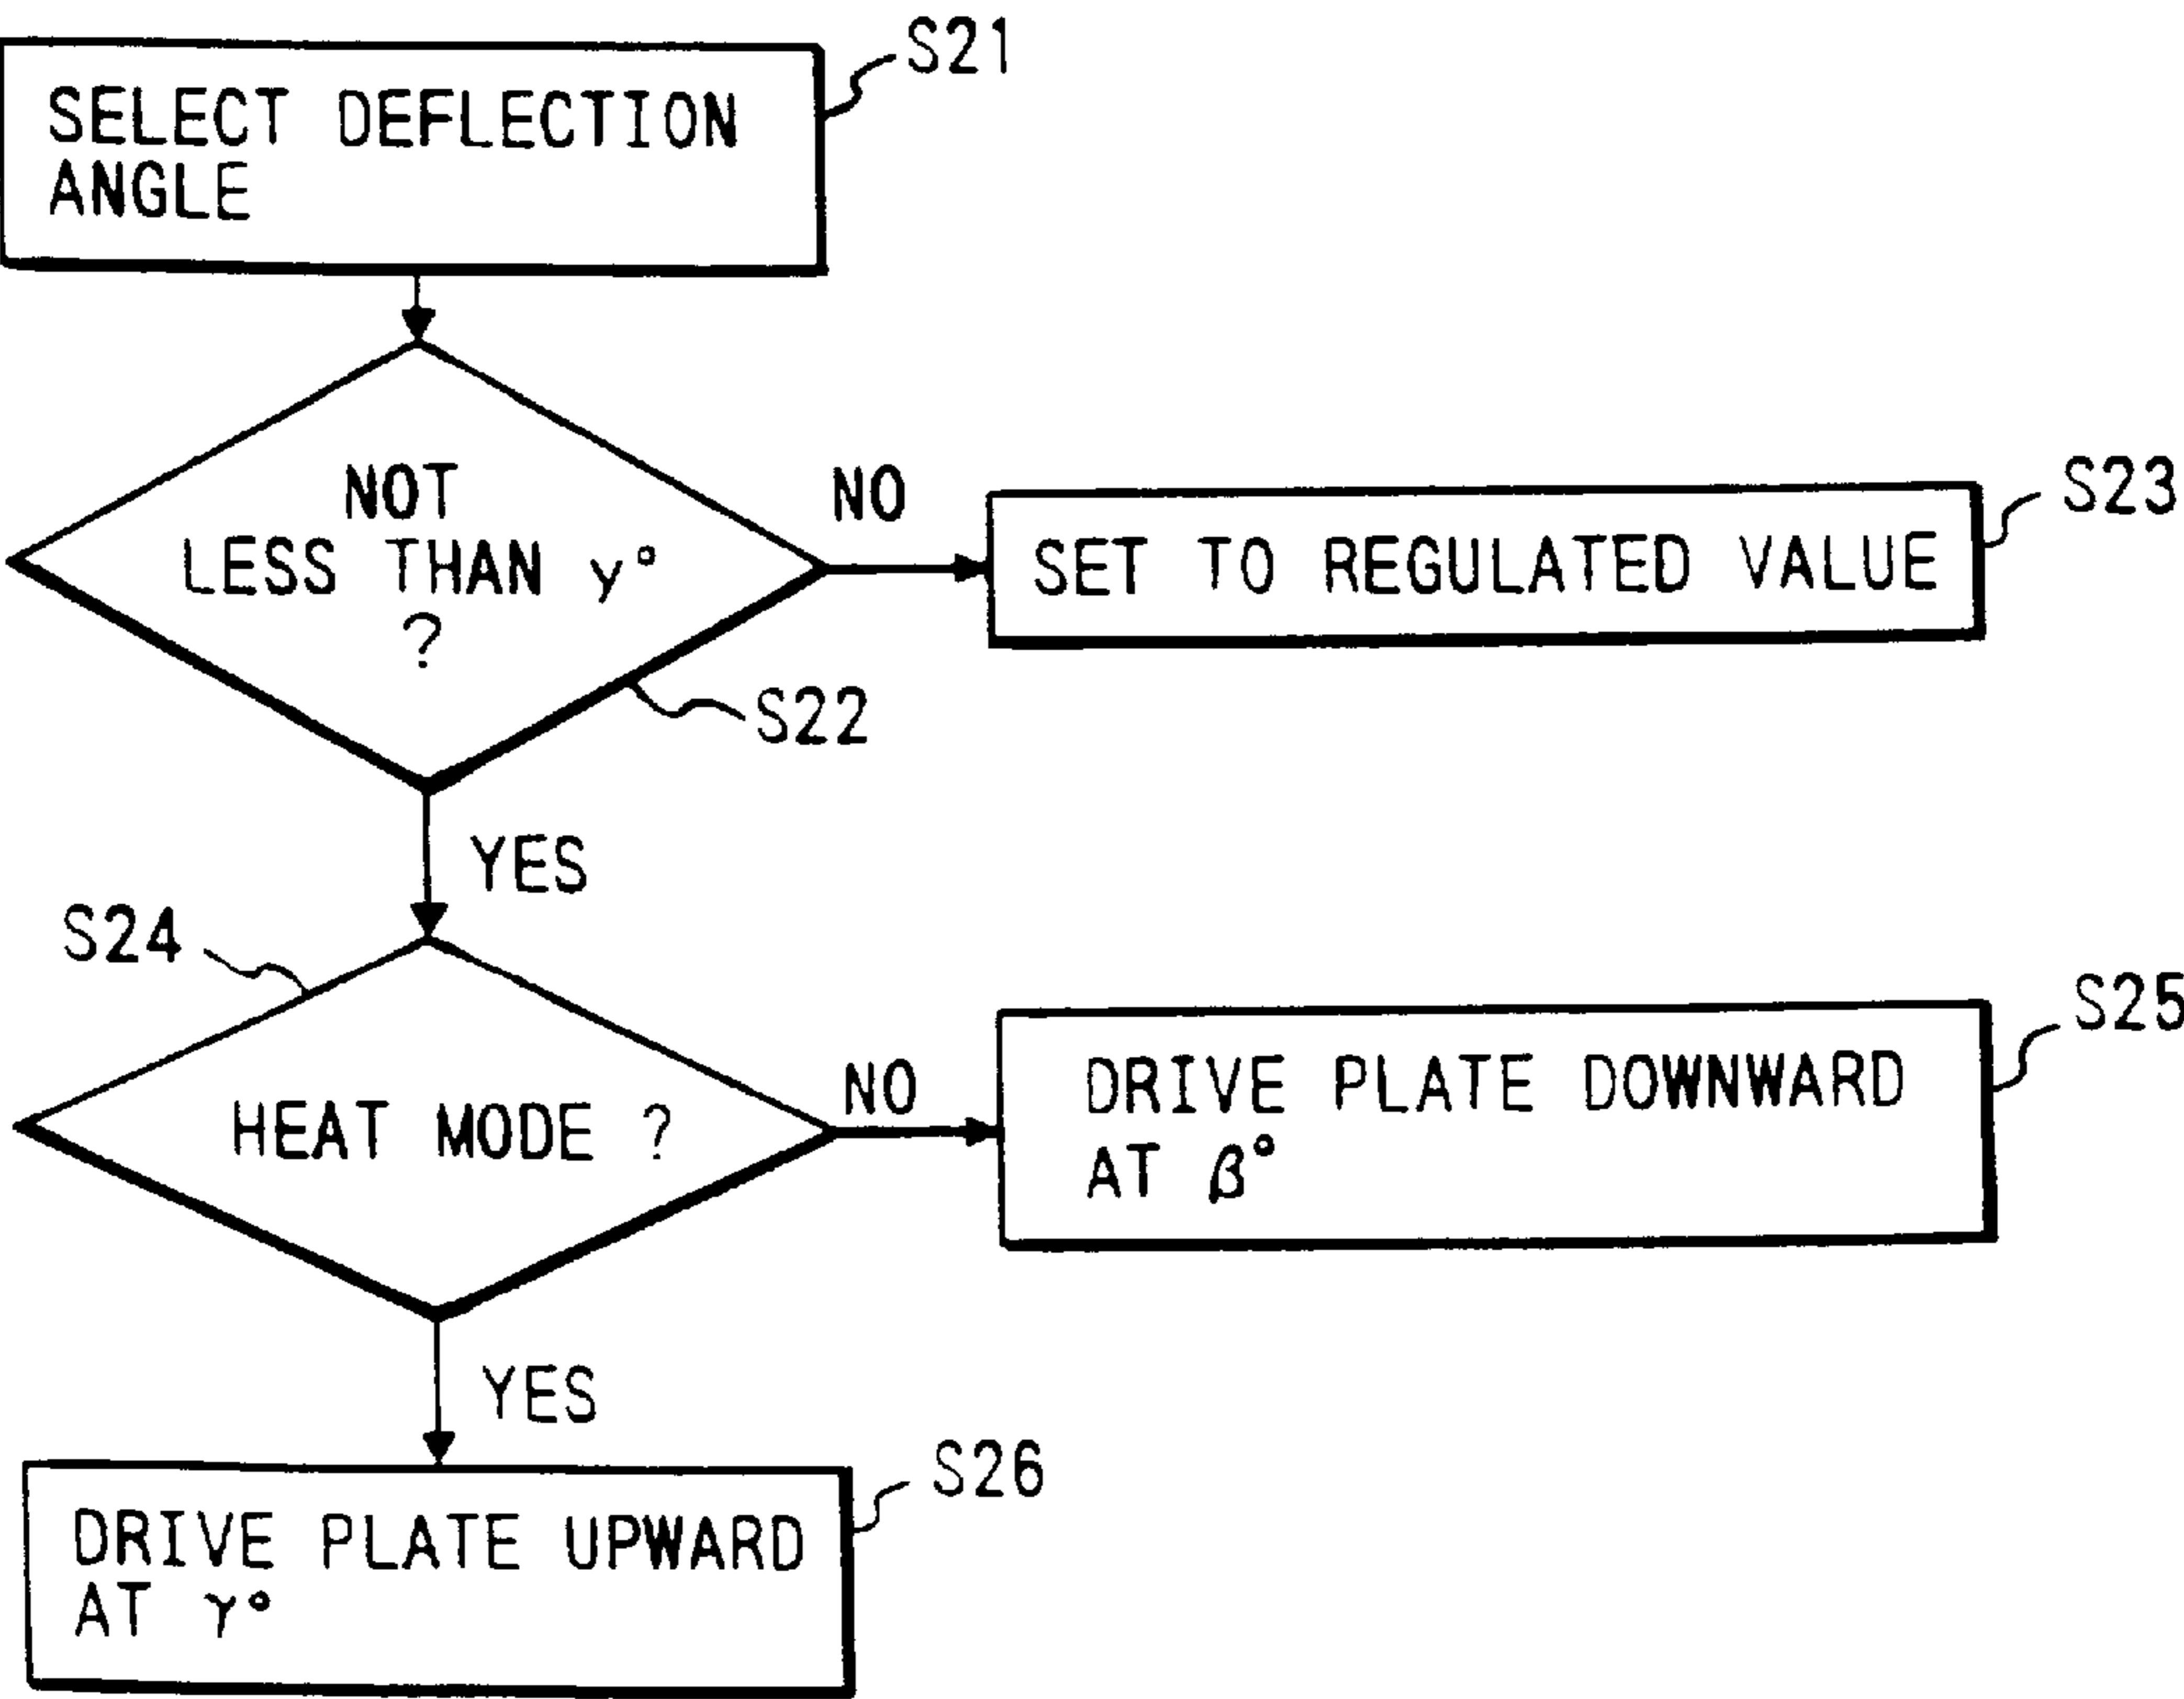 S21
SELECT DEFLECTION
ANGLE
NOT
LESS THAN γ°
?
NO
S23
SET TO REGULATED VALUE
S22
YES
S24
HEAT MODE ?
NO
S25
DRIVE PLATE DOWNWARD
AT β°
YES
S26
DRIVE PLATE UPWARD
AT γ°